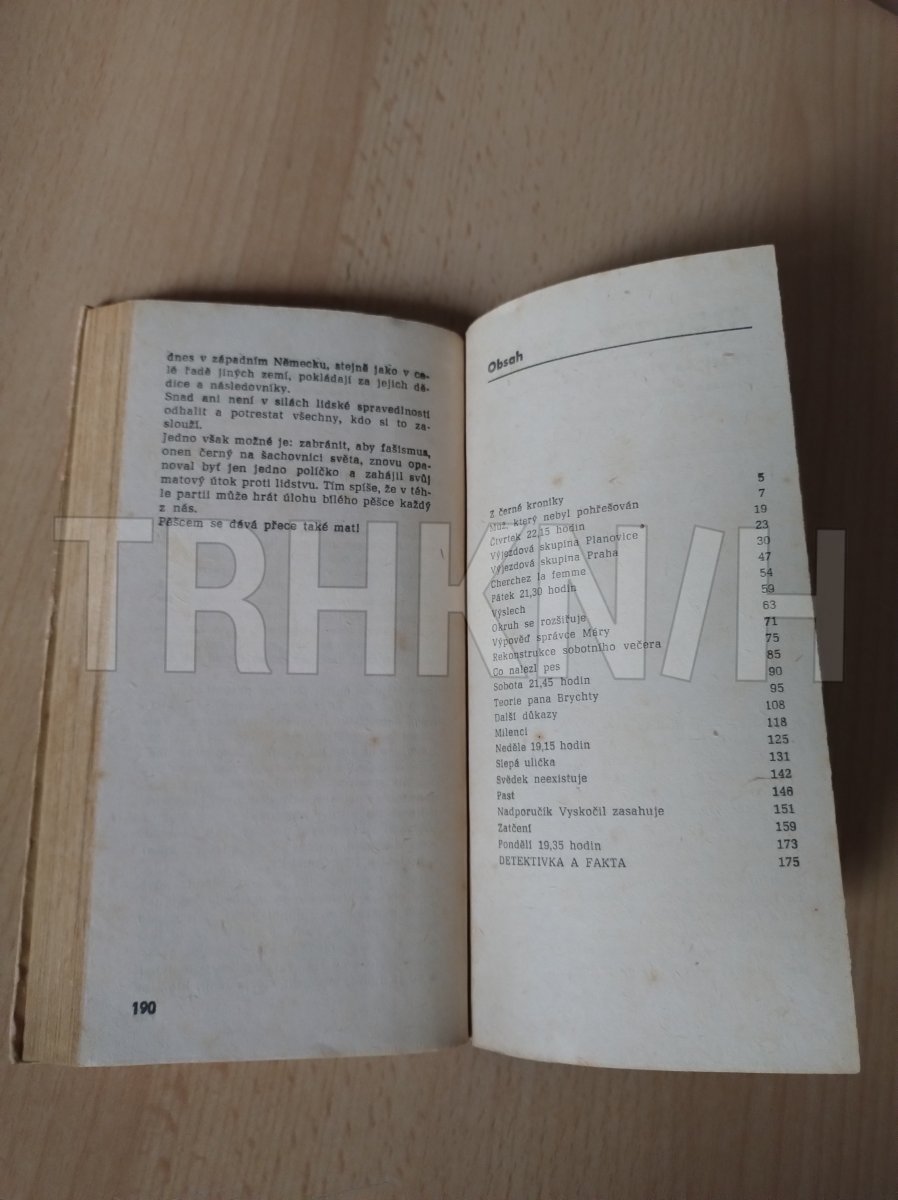 dnes v západním Německu, stejně jako v ce-
lé řadě jiných zemí, pokládají za jejich dě-
dice a následovníky.
Snad ani není v silách lidské spravedlnosti
odhalit a potrestat všechny, kdo si to za-
slouží.
Jedno však možné je: zabránit, aby fašismus,
onen černý na šachovnici světa, znovu opa-
noval byť jen jedno políčko a zahájil svůj
matový útok proti lidstvu. Tím spíše, že v téh-
le partii může hrát úlohu bílého pěšce každý
z nás.
Pěšcem se dává přece také mat!
190
Obsah
Z černé kroniky 5
Muž, který nebyl pohřešován 7
Čtvrtek 22,15 hodin 19
Výjezdová skupina Planovice 23
Výjezdová skupina Praha 30
Cherchez la femme 47
Pátek 21,30 hodin 54
Výslech 59
Okruh se rozšiřuje 63
Výpověď správce Máry 71
Rekonstrukce sobotního večera 75
Co nalezl pes 85
Sobota 21,45 hodin 90
Teorie pana Brychty 95
Další důkazy 108
Milenci 118
Neděle 19,15 hodin 125
Slepá ulička 131
Svědek neexistuje 142
Past 148
Nadporučík Vyskočil zasahuje 151
Zatčení 159
Pondělí 19,35 hodin 173
DETEKTIVKA A FAKTA 175
TRHKNIH